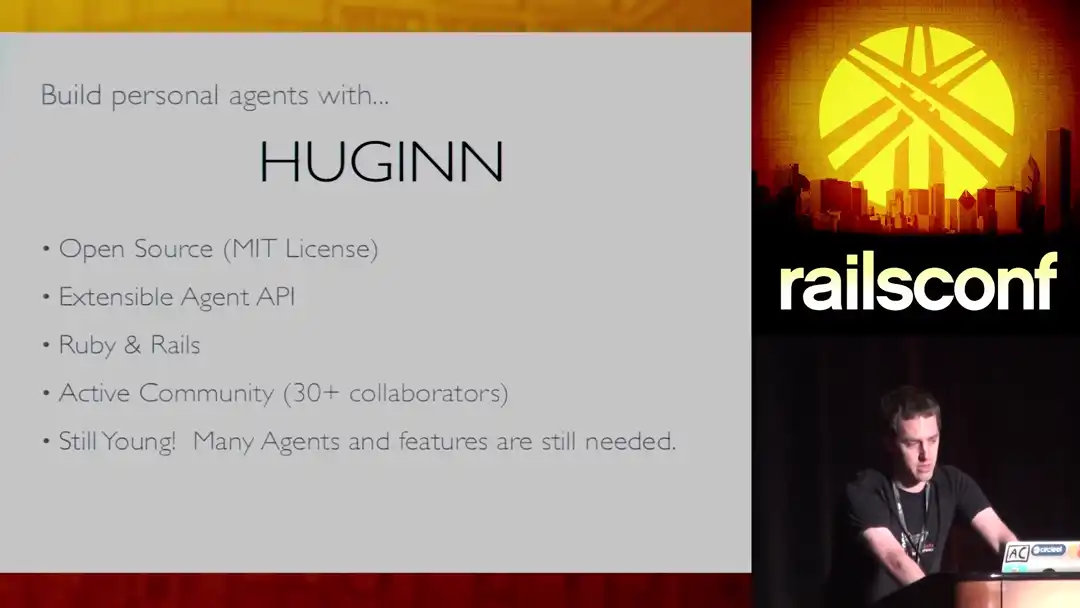 Build personal agents with...
HUGINN
• Open Source (MIT License)
• Extensible Agent API
• Ruby & Rails
• Active Community (30+ collaborators)
• Still Young! Many Agents and features are still needed.
railsconf
AC
circleci